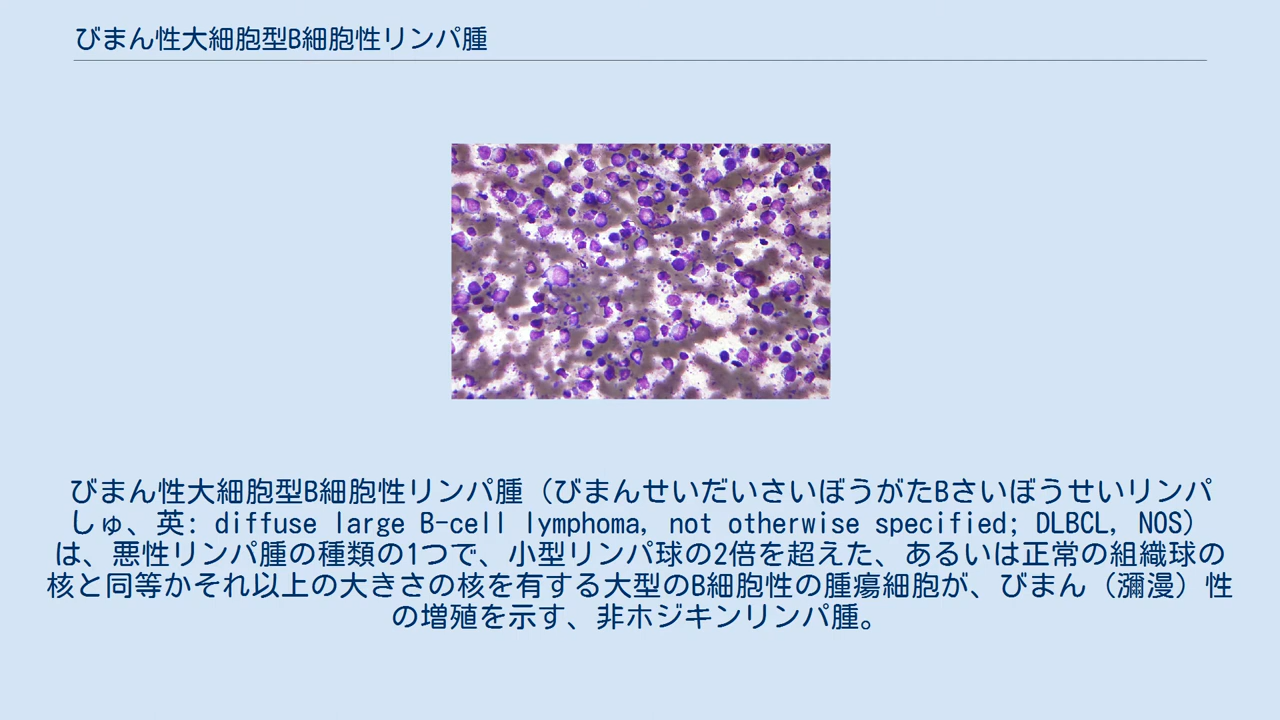 びまん性大細胞型B細胞性リンパ腫
びまん性大細胞型B細胞性リンパ腫（びまんせいだいさいぼうがたBさいぼうせいリンパ
しゅ、英: diffuse large B-cell lymphoma, not otherwise specified; DLBCL, NOS）
は、悪性リンパ腫の種類の1つで、小型リンパ球の2倍を超えた、あるいは正常の組織球の
核と同等かそれ以上の大きさの核を有する大型のB細胞性の腫瘍細胞が、びまん（瀰漫）性
の増殖を示す、非ホジキンリンパ腫。